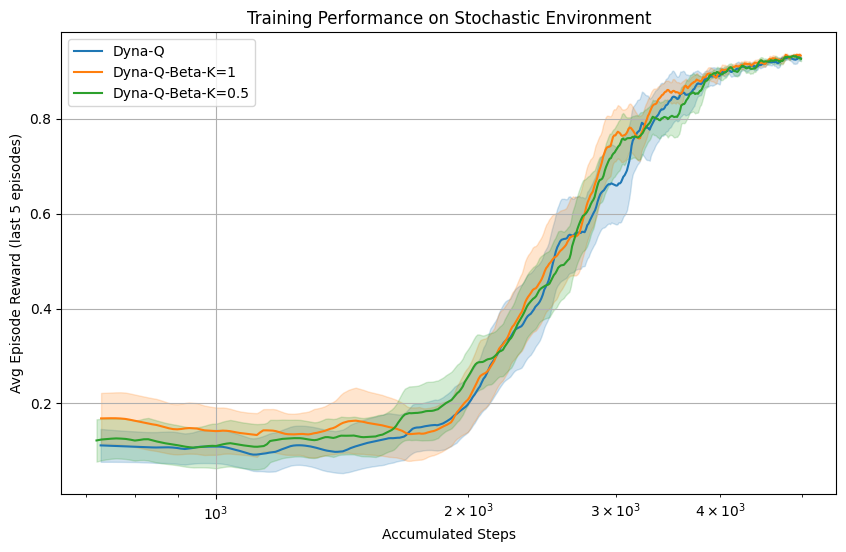 Training Performance on Stochastic Environment
Dyna-Q
Dyna-Q-Beta-K=1
Dyna-Q-Beta-K=0.5
Avg Episode Reward (last 5 episodes)
0.8
0.6
0.4
0.2
10³
2 × 10³
3 × 10³
4 × 10³
Accumulated Steps